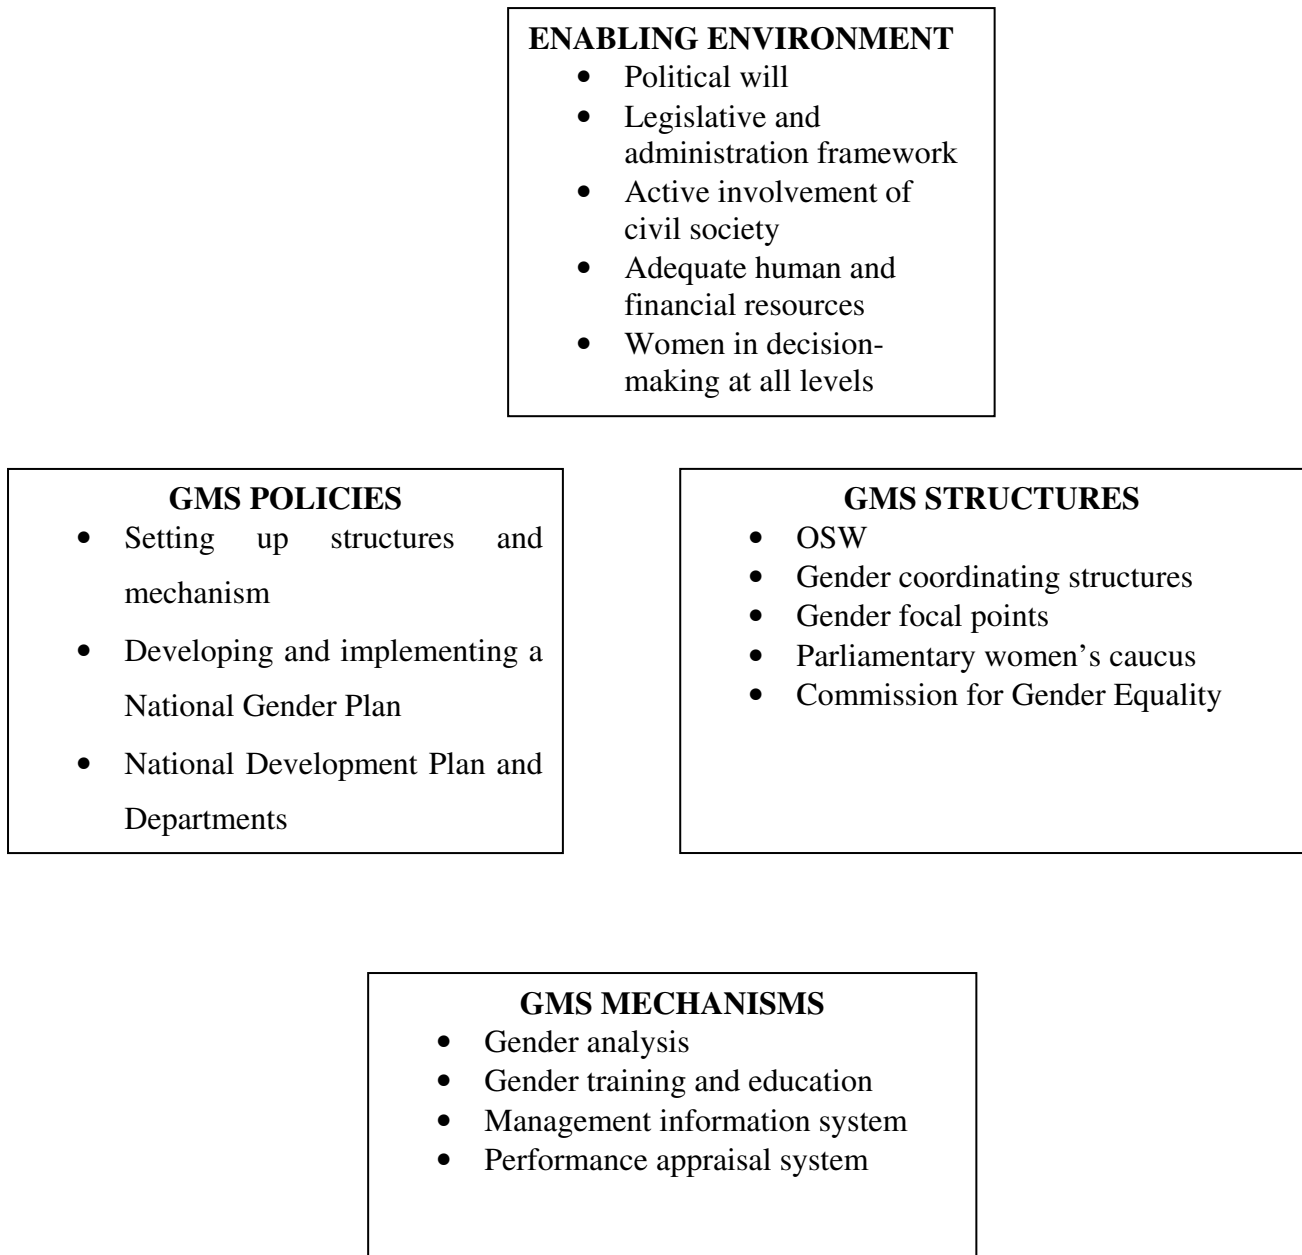 ENABLING ENVIRONMENT
• Political will
• Legislative and
administration framework
• Active involvement of
civil society
• Adequate human and
financial resources
• Women in decision-
making at all levels
GMS POLICIES
• Setting up structures and
mechanism
• Developing and implementing a
National Gender Plan
• National Development Plan and
Departments
GMS STRUCTURES
• OSW
• Gender coordinating structures
• Gender focal points
• Parliamentary women’s caucus
• Commission for Gender Equality
GMS MECHANISMS
• Gender analysis
• Gender training and education
• Management information system
• Performance appraisal system